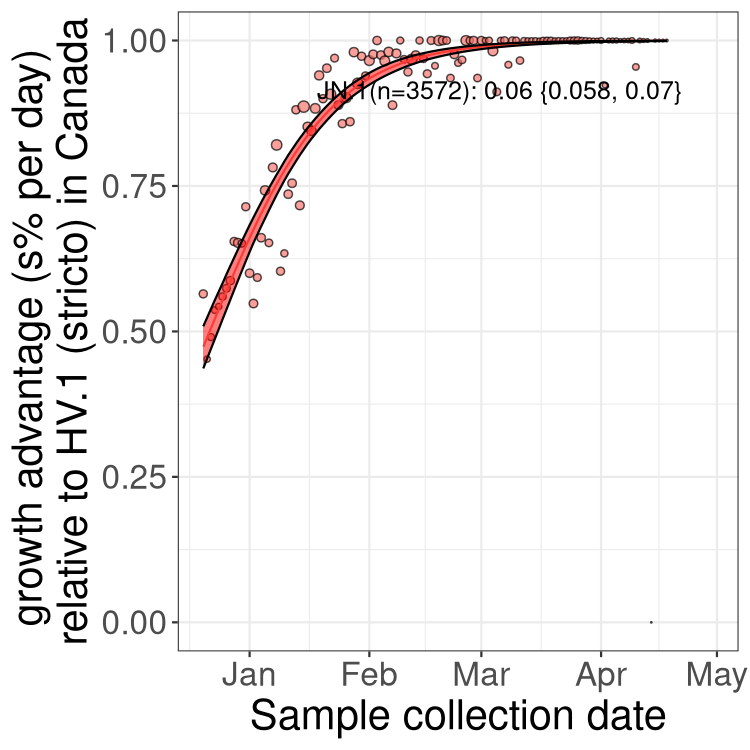 growth advantage (s% per day)
relative to HV.1 (stricto) in Canada
1.00
0.75
0.50
0.25
0.00
JN.1(n=3572): 0.06 {0.058, 0.07}
Jan Feb Mar Apr May
Sample collection date